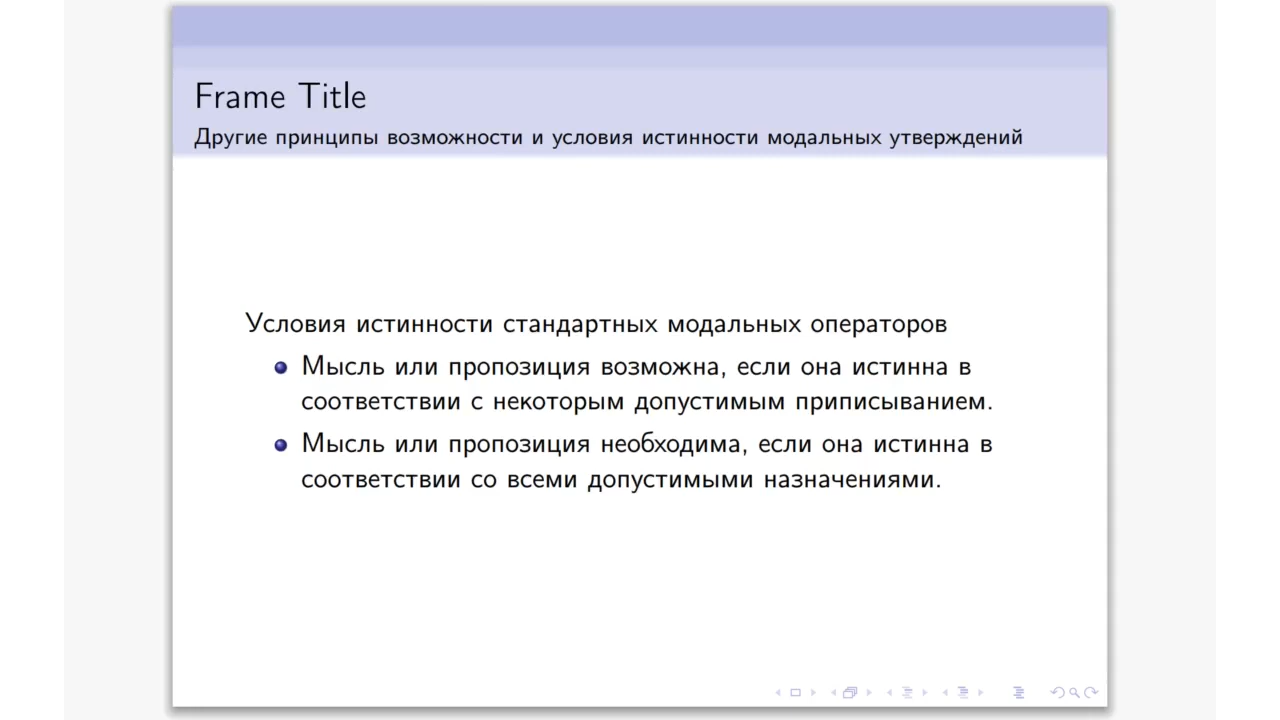 Frame Title
Другие принципы возможности и условия истинности модальных утверждений
Условия истинности стандартных модальных операторов
Мысль или пропозиция возможна, если она истинна в
соответствии с некоторым допустимым приписыванием.
Мысль или пропозиция необходима, если она истинна в
соответствии со всеми допустимыми назначениями.